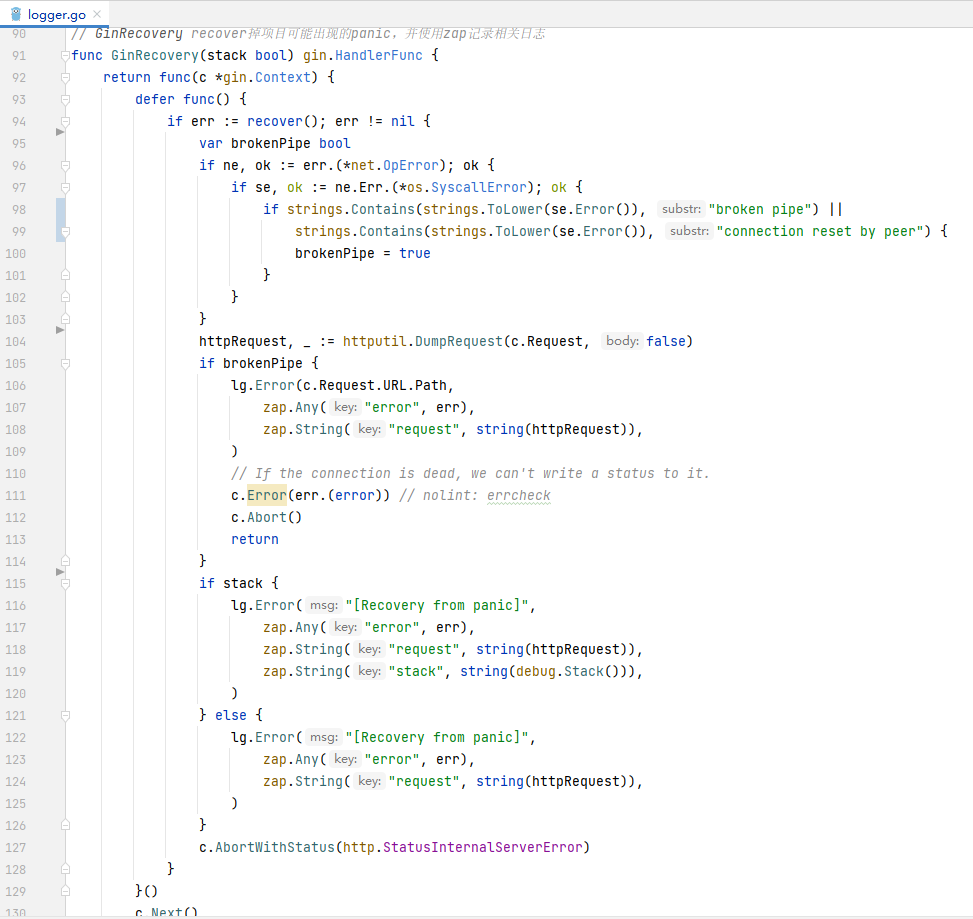 logger.go
90 // GinRecovery recover掉项目可能出现的panic，并使用zap记录相关日志
91 func GinRecovery(stack bool) gin.HandlerFunc {
92 return func(c *gin.Context) {
93 defer func() {
94 if err := recover(); err != nil {
95 var brokenPipe bool
96 if ne, ok := err.(*net.OpError); ok {
97 if se, ok := ne.Err.(*os.SyscallError); ok {
98 if strings.Contains(strings.ToLower(se.Error()), substr: "broken pipe") ||
99 strings.Contains(strings.ToLower(se.Error()), substr: "connection reset by peer") {
100 brokenPipe = true
101 }
102 }
103 }
104 httpRequest, _ := httputil.DumpRequest(c.Request, body: false)
105 if brokenPipe {
106 lg.Error(c.Request.URL.Path,
107 zap.Any( key: "error", err),
108 zap.String( key: "request", string(httpRequest)),
109 )
110 // If the connection is dead, we can't write a status to it.
111 c.Error(err.(error)) // nolint: errcheck
112 c.Abort()
113 return
114 }
115 if stack {
116 lg.Error( msg: "[Recovery from panic]",
117 zap.Any( key: "error", err),
118 zap.String( key: "request", string(httpRequest)),
119 zap.String( key: "stack", string(debug.Stack())),
120 )
121 } else {
122 lg.Error( msg: "[Recovery from panic]",
123 zap.Any( key: "error", err),
124 zap.String( key: "request", string(httpRequest)),
125 )
126 }
127 c.AbortWithStatus(http.StatusInternalServerError)
128 }
129 }()
130 c.Next()